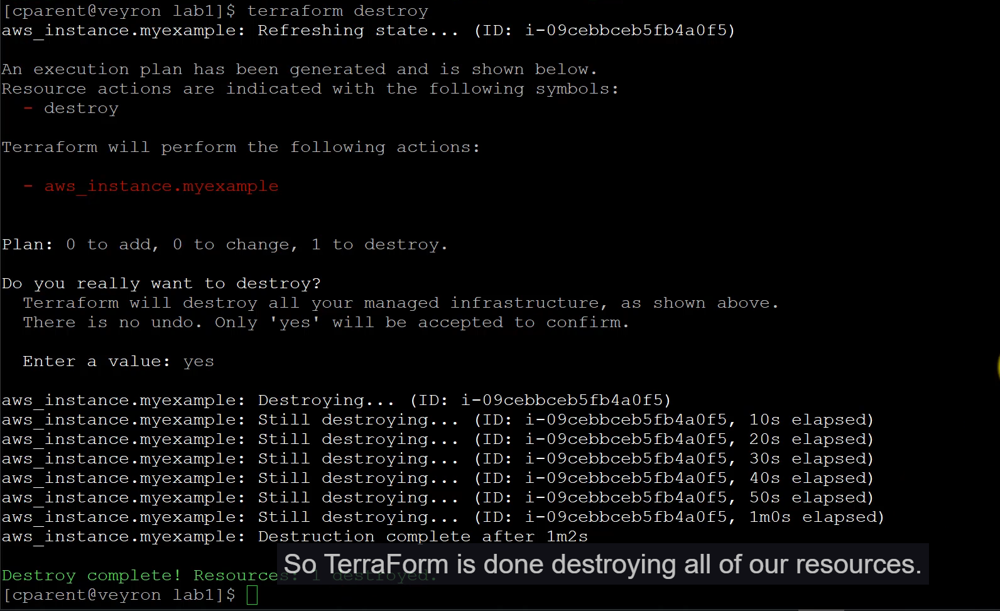 [cparent@veyron lab1]$ terraform destroy
aws_instance.myexample: Refreshing state... (ID: i-09cebbceb5fb4a0f5)
An execution plan has been generated and is shown below.
Resource actions are indicated with the following symbols:
- destroy
Terraform will perform the following actions:
- aws_instance.myexample
Plan: 0 to add, 0 to change, 1 to destroy.
Do you really want to destroy?
Terraform will destroy all your managed infrastructure, as shown above.
There is no undo. Only 'yes' will be accepted to confirm.
Enter a value: yes
aws_instance.myexample: Destroying... (ID: i-09cebbceb5fb4a0f5)
aws_instance.myexample: Still destroying... (ID: i-09cebbceb5fb4a0f5, 10s elapsed)
aws_instance.myexample: Still destroying... (ID: i-09cebbceb5fb4a0f5, 20s elapsed)
aws_instance.myexample: Still destroying... (ID: i-09cebbceb5fb4a0f5, 30s elapsed)
aws_instance.myexample: Still destroying... (ID: i-09cebbceb5fb4a0f5, 40s elapsed)
aws_instance.myexample: Still destroying... (ID: i-09cebbceb5fb4a0f5, 50s elapsed)
aws_instance.myexample: Still destroying... (ID: i-09cebbceb5fb4a0f5, 1m0s elapsed)
aws_instance.myexample: Destruction complete after 1m2s
So TerraForm is done destroying all of our resources.
Destroy complete! Resources: 1 destroyed.
[cparent@veyron lab1]$